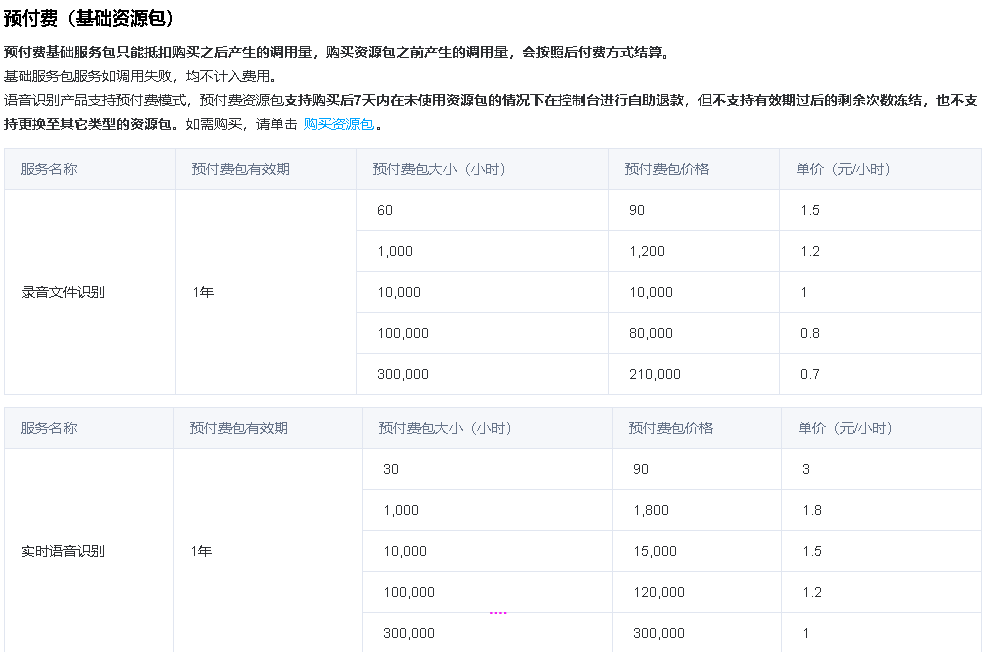 预付费（基础资源包）
预付费基础服务包只能抵扣购买之后产生的调用量，购买资源包之前产生的调用量，会按照后付费方式结算。
基础服务包服务如调用失败，均不计入费用。
语音识别产品支持预付费模式，预付费资源包支持购买后7天内在未使用资源包的情况下在控制台进行自助退款，但不支持有效期过后的剩余次数冻结，也不支
持更换至其它类型的资源包。如需购买，请单击 购买资源包。
服务名称 预付费包有效期 预付费包大小（小时） 预付费包价格 单价（元/小时）
60 90 1.5
1,000 1,200 1.2
录音文件识别 1年 10,000 10,000 1
100,000 80,000 0.8
300,000 210,000 0.7
服务名称 预付费包有效期 预付费包大小（小时） 预付费包价格 单价（元/小时）
30 90 3
1,000 1,800 1.8
实时语音识别 1年 10,000 15,000 1.5
100,000 120,000 1.2
300,000 300,000 1